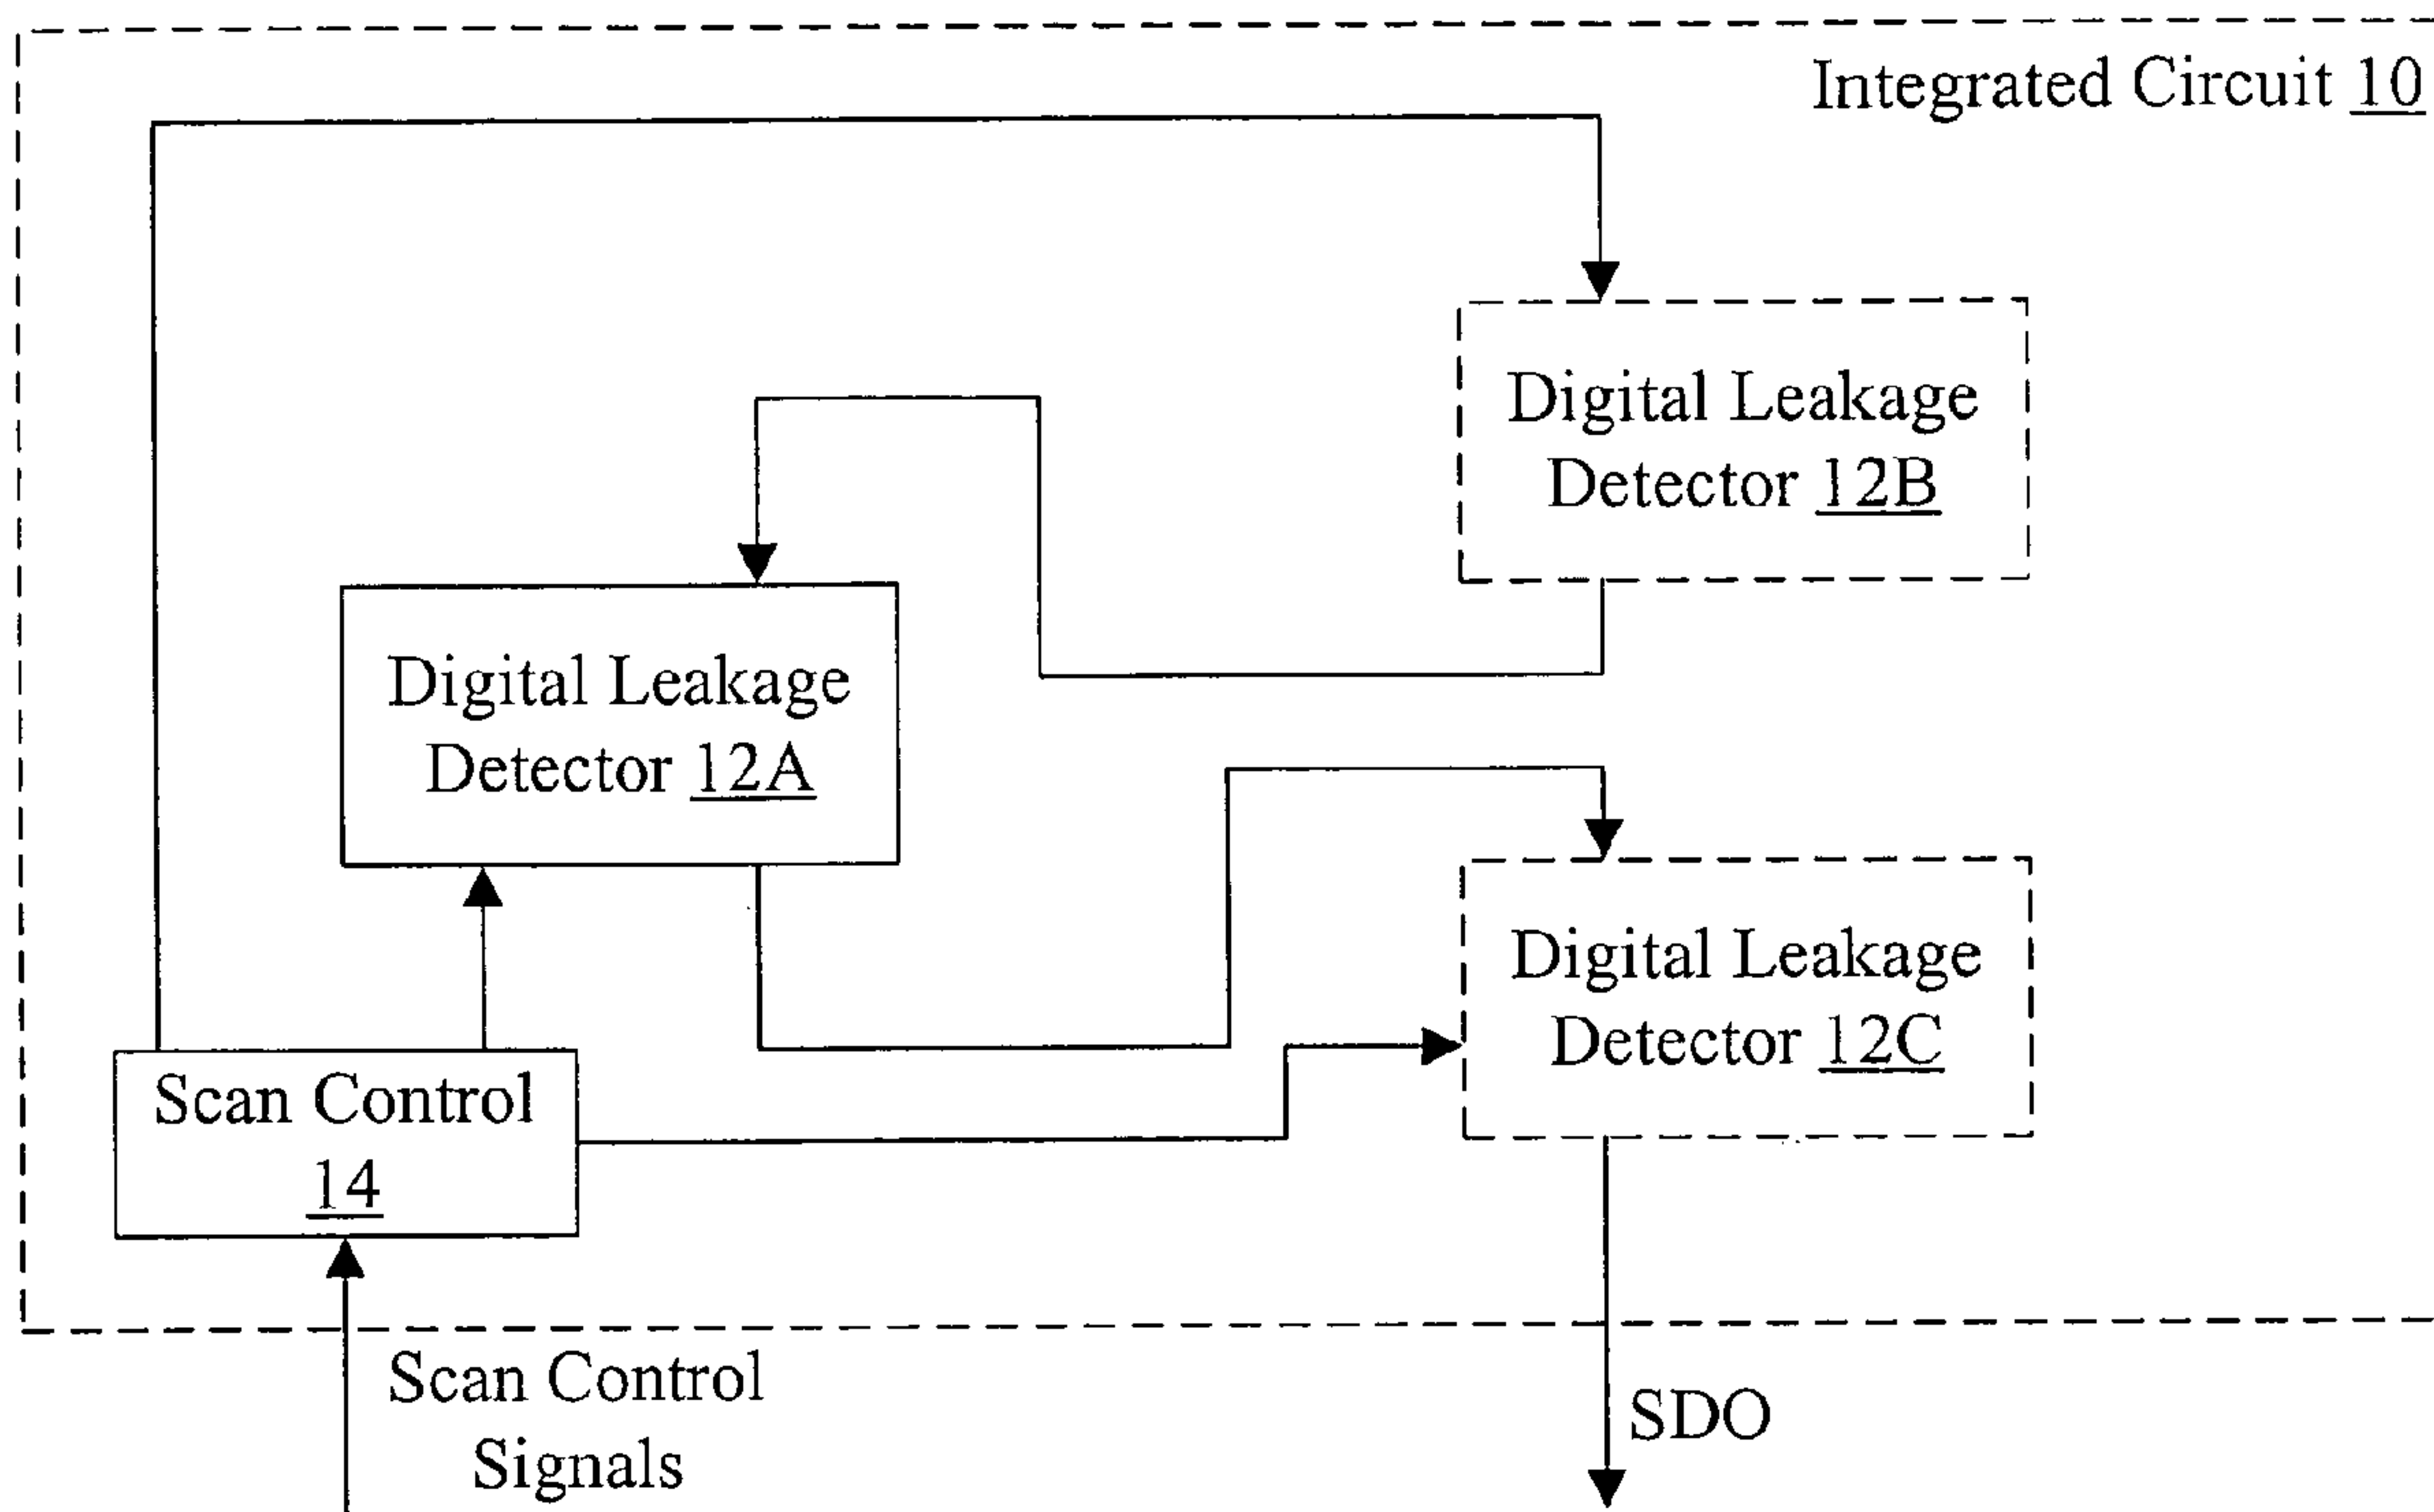 Integrated Circuit 10
Digital Leakage
Detector 12B
Digital Leakage
Detector 12A
Digital Leakage
Detector 12C
Scan Control
14
Scan Control
Signals
SDO